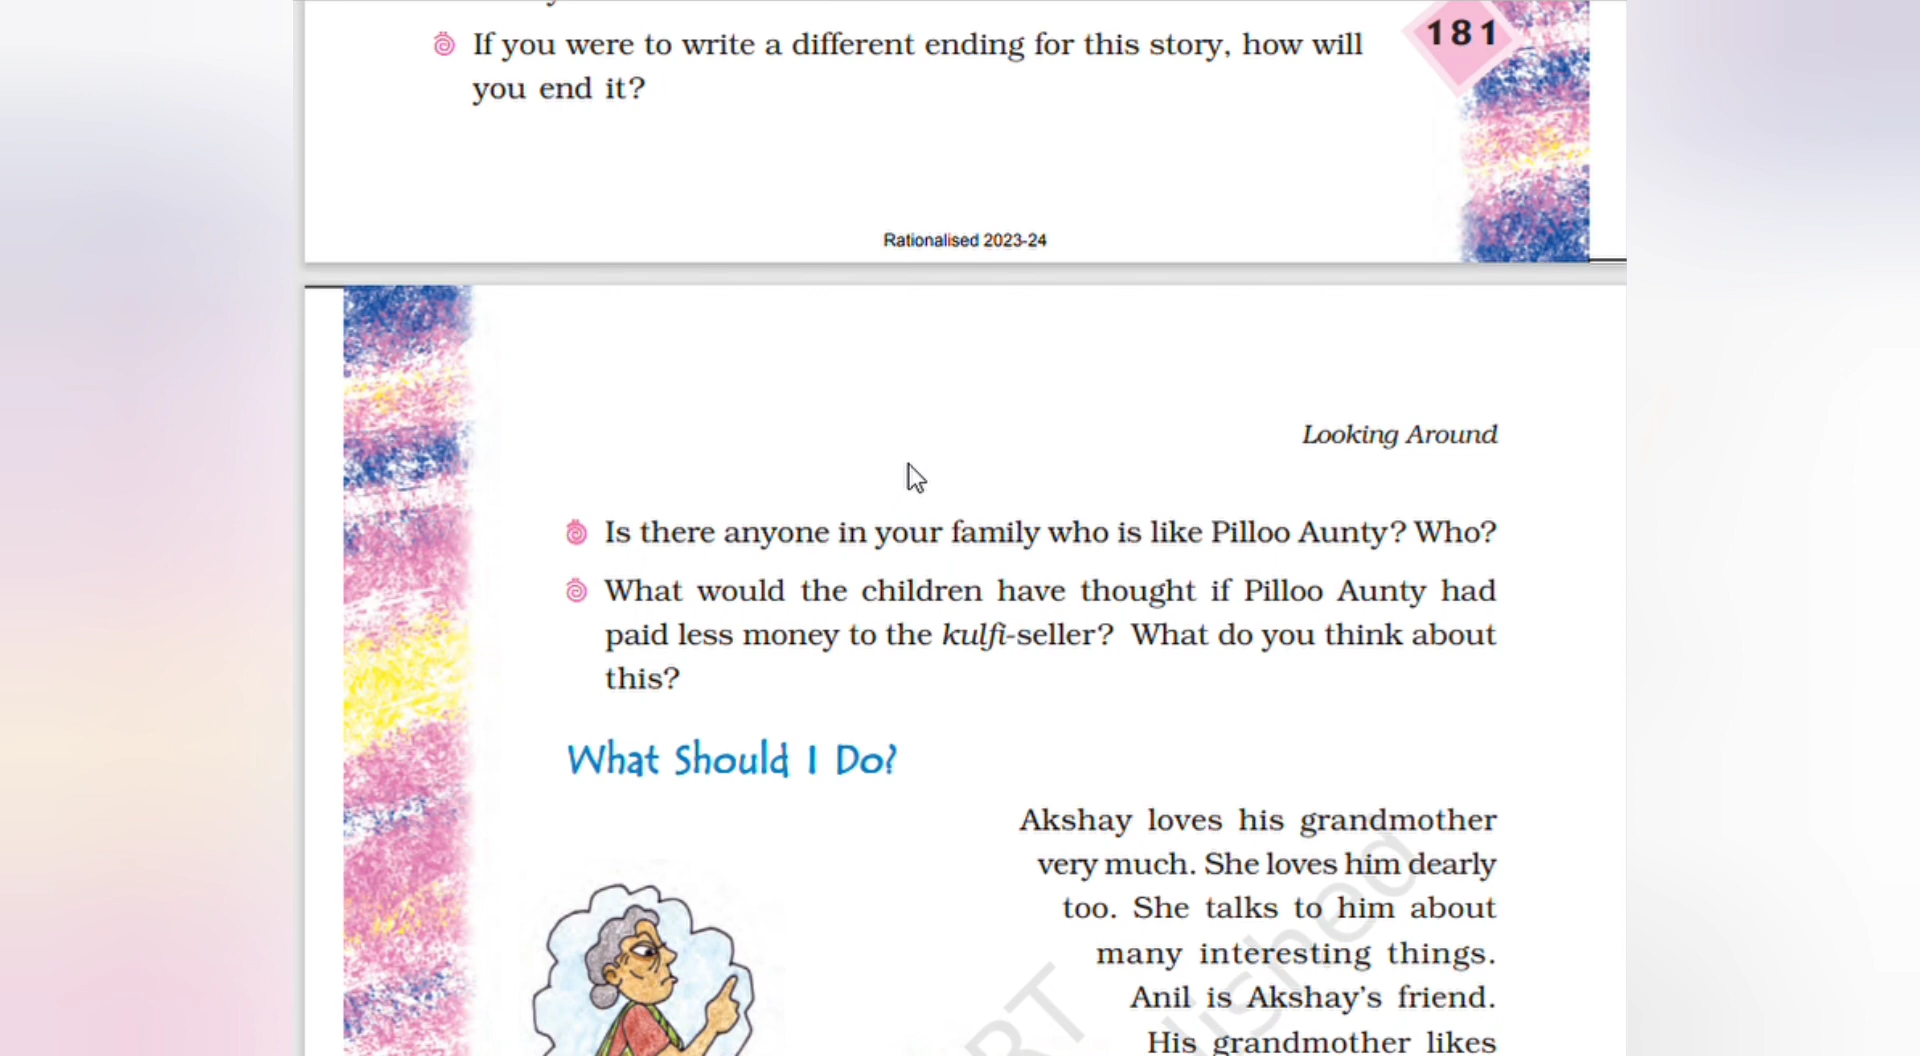 181
If you were to write a different ending for this story, how will
you end it?
Rationalised 2023-24
Looking Around
Is there anyone in your family who is like Pilloo Aunty? Who?
What would the children have thought if Pilloo Aunty had
paid less money to the kulfi-seller? What do you think about
this?
What Should I Do?
Akshay loves his grandmother
very much. She loves him dearly
too. She talks to him about
many interesting things.
Anil is Akshay's friend.
His grandmother likes